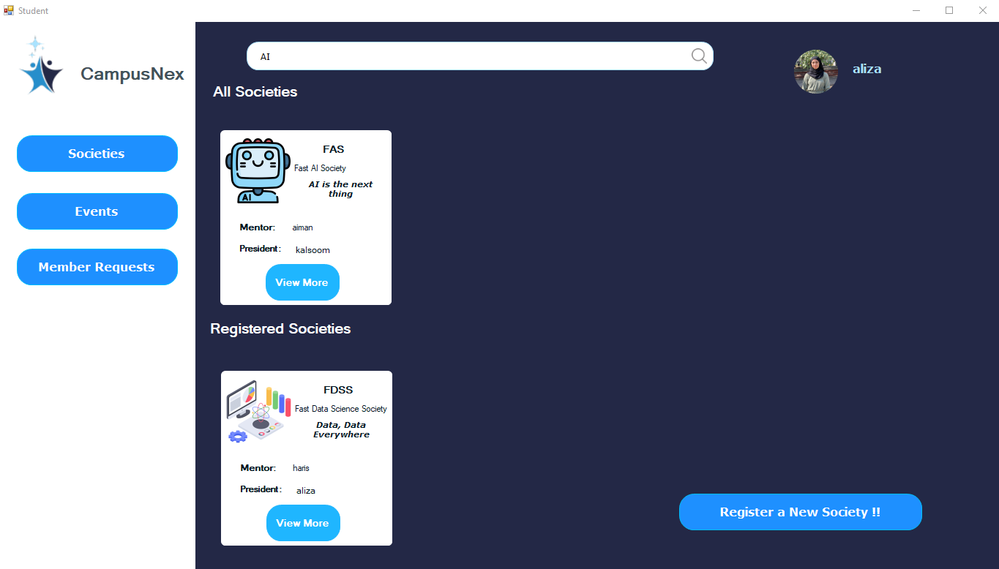 Student
CampusNex
Societies
Events
Member Requests
AI
aliza
All Societies
FAS
Fast AI Society
AI is the next
thing
AI
Mentor: aiman
President: kalsoom
View More
Registered Societies
FDSS
Fast Data Science Society
Data, Data
Everywhere
Mentor: haris
President: aliza
View More
Register a New Society !!